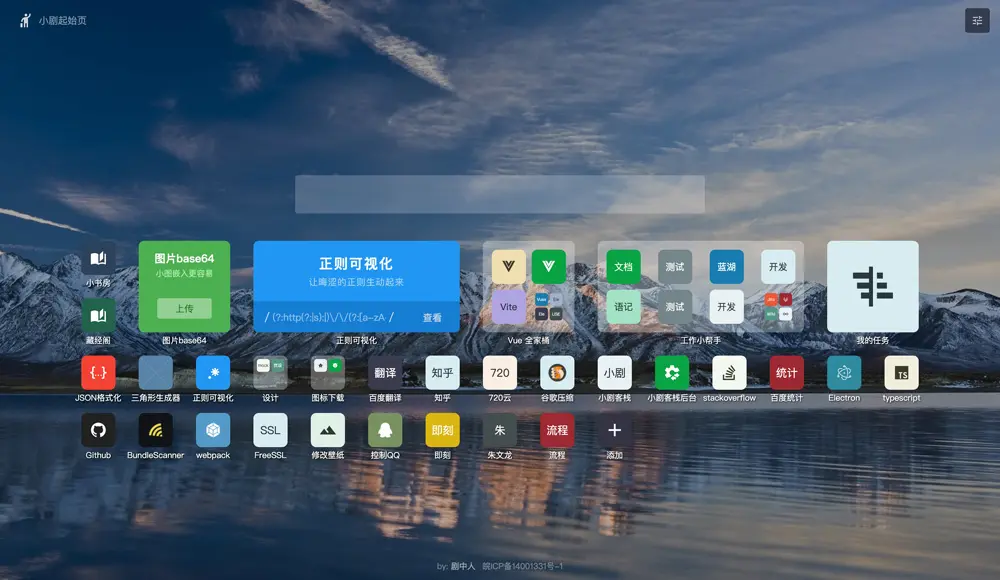 小剧起始页
小书房
藏经阁
图片base64
小图嵌入更容易
上传
图片base64
正则可视化
让晦涩的正则生动起来
/ (?:http(?:|s):|)\/\/(?:[a-zA /
查看
正则可视化
Vite
Vue 全家桶
文档
测试
蓝湖
开发
语记
测试
开发
工作小帮手
我的任务
{...}
JSON格式化
三角形生成器
正则可视化
设计
图标下载
翻译
百度翻译
知乎
知乎
720
720云
谷歌压缩
小剧
小剧客栈
小剧客栈后台
stackoverflow
统计
百度统计
Electron
TS
typescript
Github
BundleScanner
webpack
SSL
FreeSSL
修改壁纸
控制QQ
即刻
即刻
朱
朱文龙
流程
流程
添加
by: 剧中人 皖ICP备14001331号-1